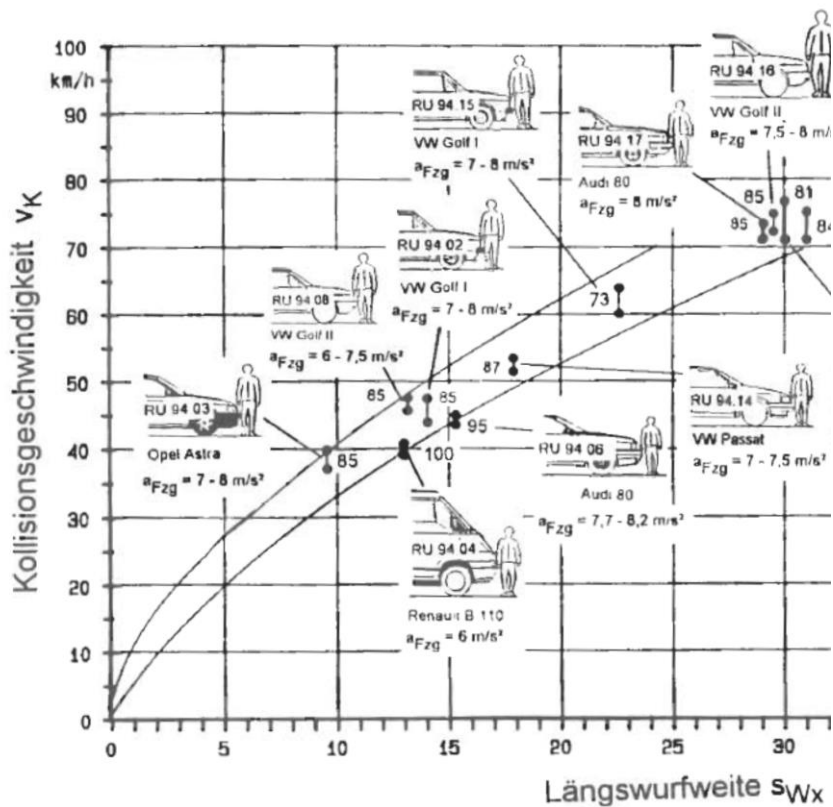 100
km/h
90
80
70
60
50
40
30
20
10
0
Kollisionsgeschwindigkeit vK
RU 94.15
VW Golf I
aFzg = 7 - 8 m/s²
RU 94 16
VW Golf II
aFzg = 7,5 - 8 m/s
RU 94 17
Audi 80
aFzg = 8 m/s²
RU 94 02
VW Golf I
aFzg = 7 - 8 m/s²
RU 94 08
VW Golf II
aFzg = 6 - 7,5 m/s²
RU 94 03
Opel Astra
aFzg = 7 - 8 m/s²
85
85
85
100
95
87
73
85
85
81
84
RU 94.14
VW Passat
aFzg = 7 - 7,5 m/s²
RU 94 06
Audi 80
aFzg = 7,7 - 8,2 m/s²
RU 94 04
Renault B 110
aFzg = 6 m/s²
0 5 10 15 20 25 30
Längswurfweite sWx